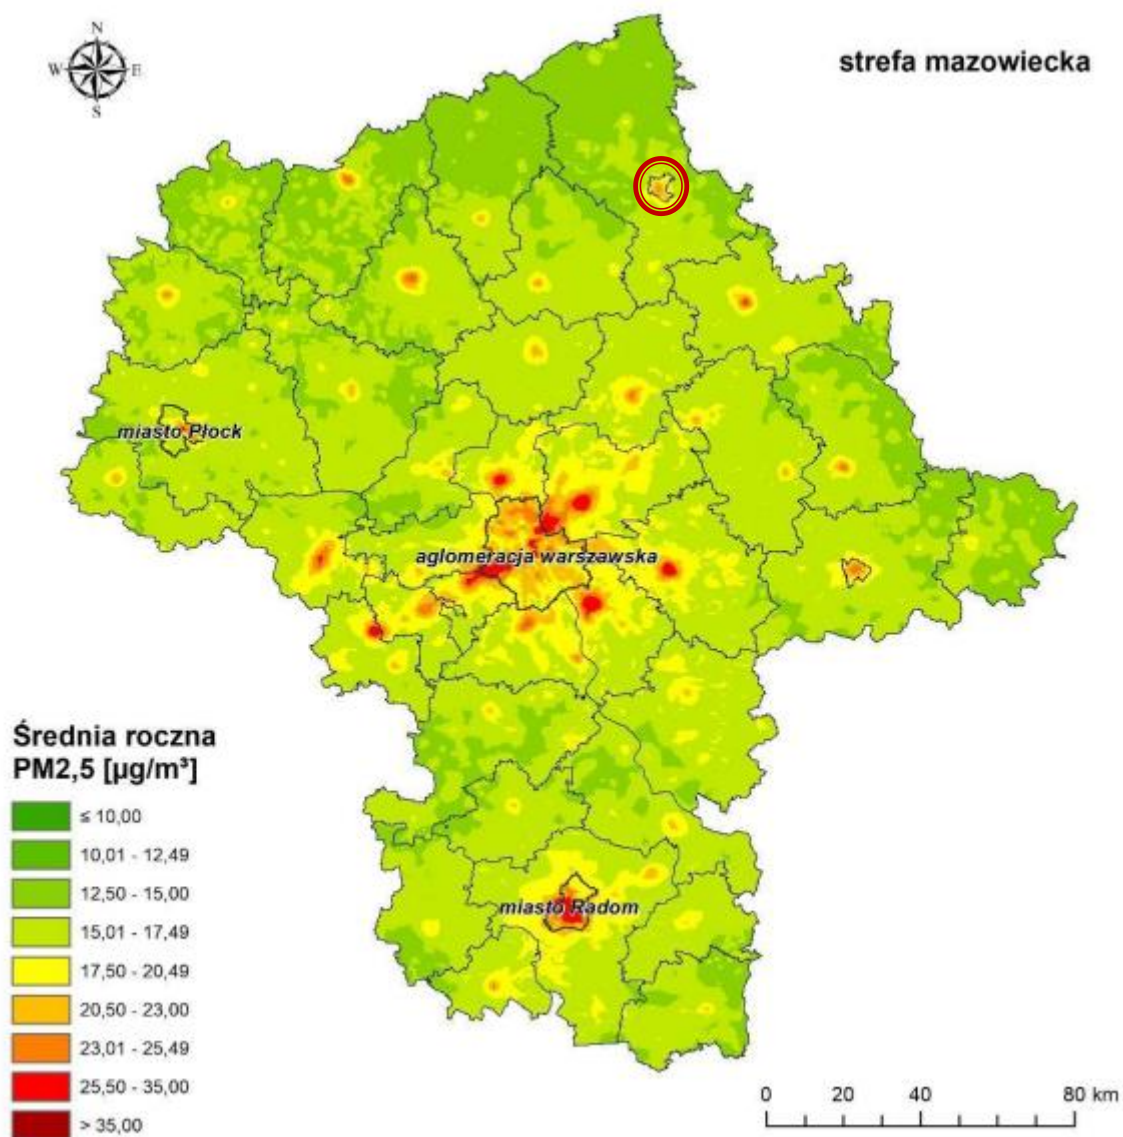 N
W E
S
strefa mazowiecka
miasto Płock
aglomeracja warszawska
miasto Radom
Średnia roczna
PM2,5 [µg/m³]
≤ 10,00
10,01 - 12,49
12,50 - 15,00
15,01 - 17,49
17,50 - 20,49
20,50 - 23,00
23,01 - 25,49
25,50 - 35,00
> 35,00
0 20 40 80 km